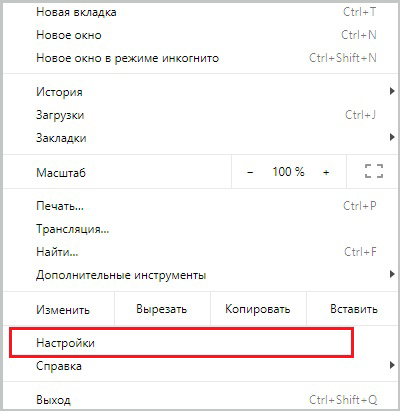 Новая вкладка Ctrl+T
Новое окно Ctrl+N
Новое окно в режиме инкогнито Ctrl+Shift+N
История
Загрузки Ctrl+J
Закладки
Масштаб − 100 % +
Печать... Ctrl+P
Трансляция...
Найти... Ctrl+F
Дополнительные инструменты
Изменить Вырезать Копировать Вставить
Настройки
Справка
Выход Ctrl+Shift+Q